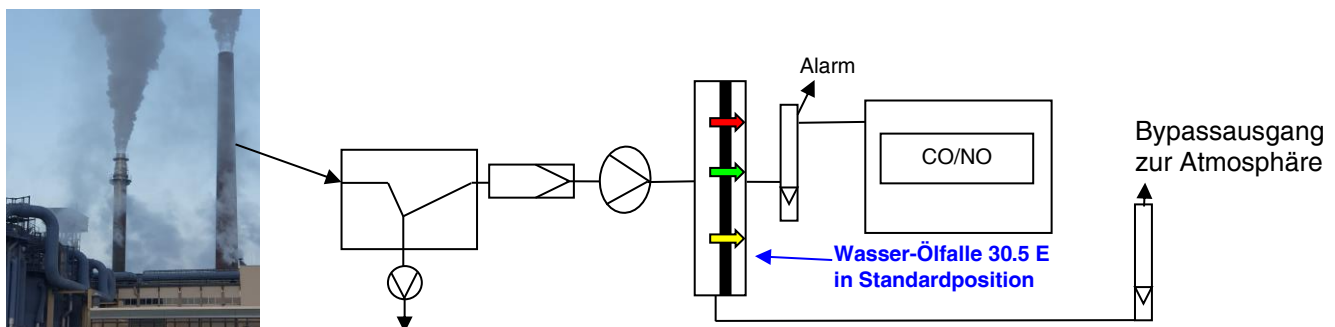 Alarm
CO/NO
Bypassausgang
zur Atmosphäre
Wasser-Ölfalle 30.5 E
in Standardposition